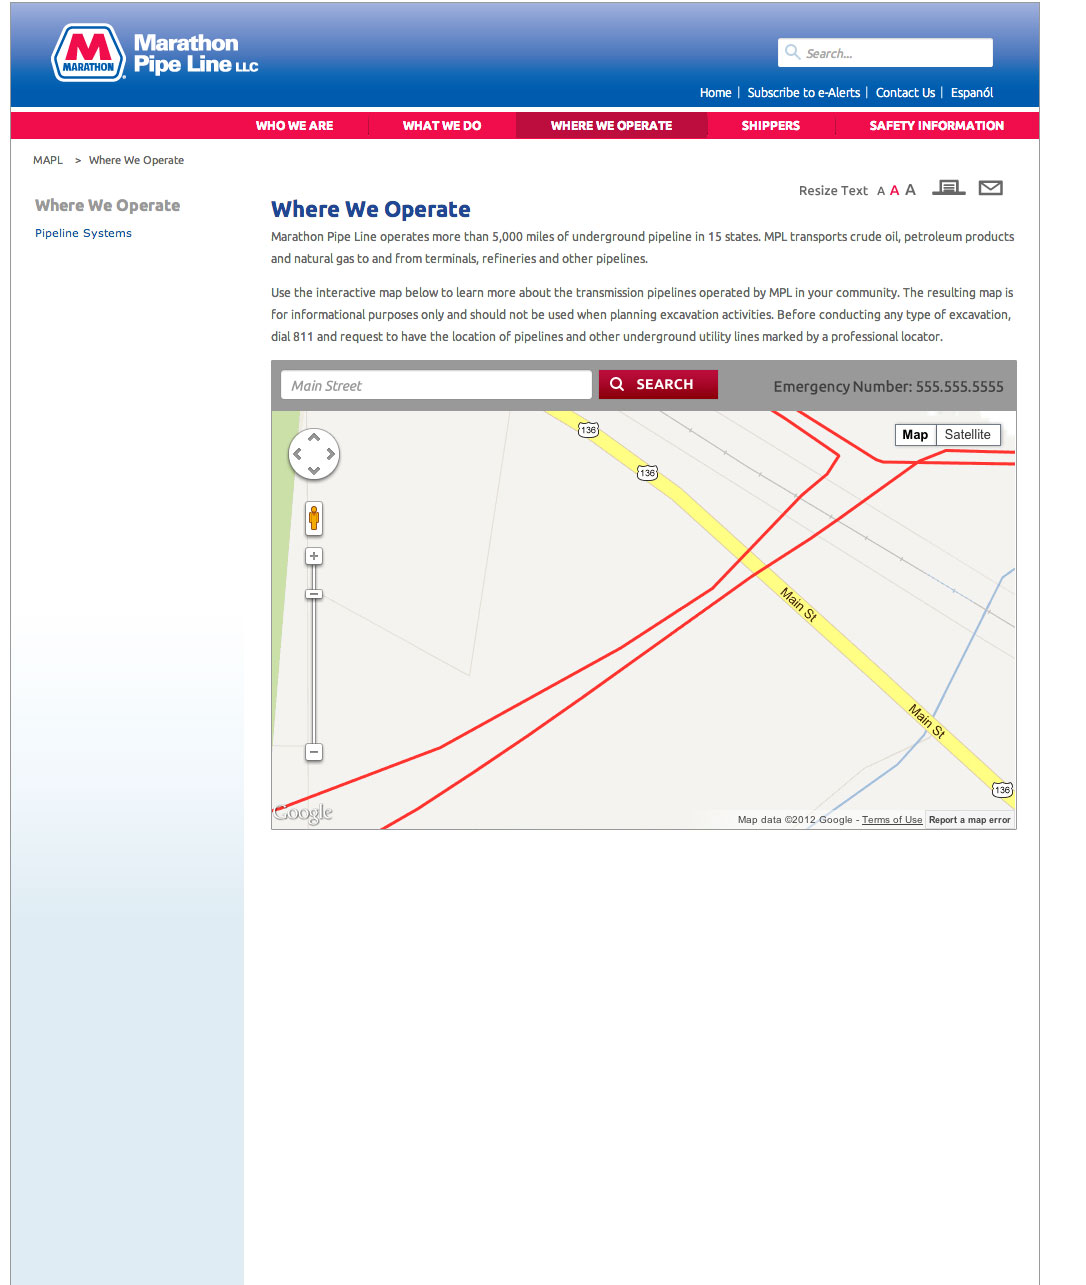 M
MARATHON
Marathon
Pipe Line LLC
Search...
Home | Subscribe to e-Alerts | Contact Us | Espanól
WHO WE ARE
WHAT WE DO
WHERE WE OPERATE
SHIPPERS
SAFETY INFORMATION
MAPL > Where We Operate
Resize Text A A A
Where We Operate
Pipeline Systems
Where We Operate
Marathon Pipe Line operates more than 5,000 miles of underground pipeline in 15 states. MPL transports crude oil, petroleum products
and natural gas to and from terminals, refineries and other pipelines.
Use the interactive map below to learn more about the transmission pipelines operated by MPL in your community. The resulting map is
for informational purposes only and should not be used when planning excavation activities. Before conducting any type of excavation,
dial 811 and request to have the location of pipelines and other underground utility lines marked by a professional locator.
Main Street
SEARCH
Emergency Number: 555.555.5555
136
Map
Satellite
136
Main St
Main St
136
Google
Map data ©2012 Google - Terms of Use
Report a map error